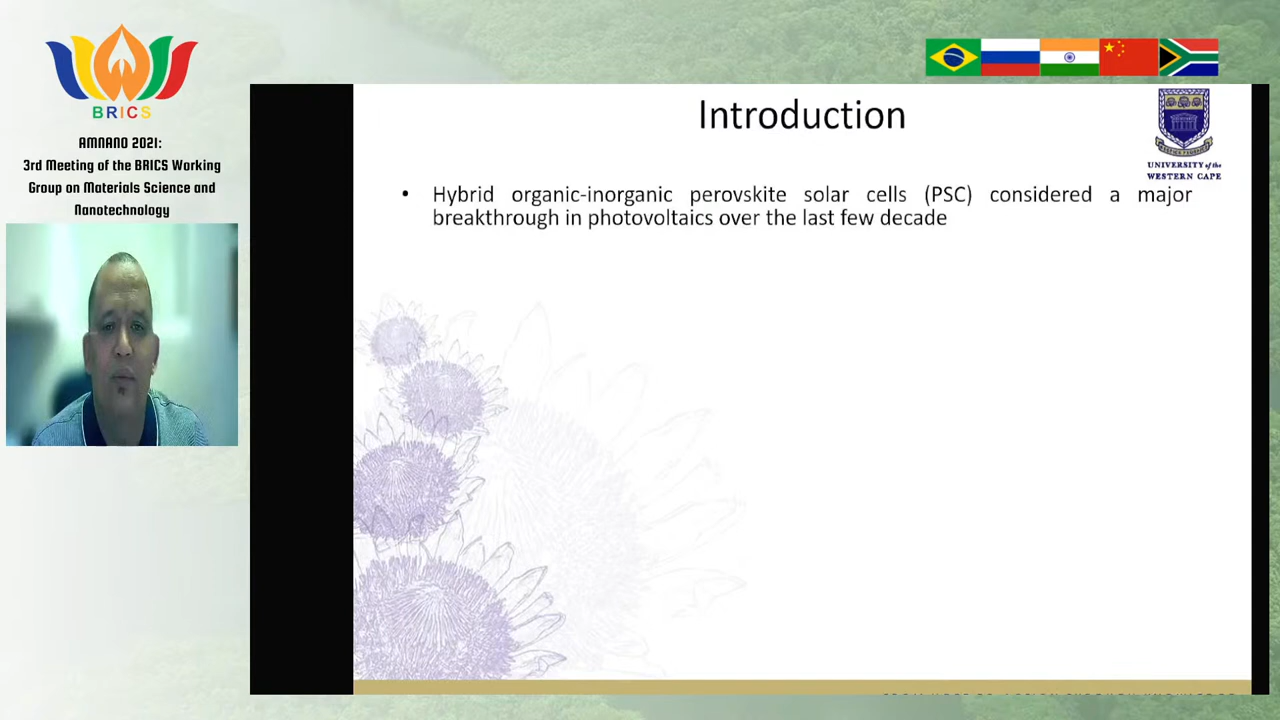 BRICS
AMNANO 2021:
3rd Meeting of the BRICS Working
Group on Materials Science and
Nanotechnology
Introduction
UNIVERSITY of the
WESTERN CAPE
• Hybrid organic-inorganic perovskite solar cells (PSC) considered a major
breakthrough in photovoltaics over the last few decade